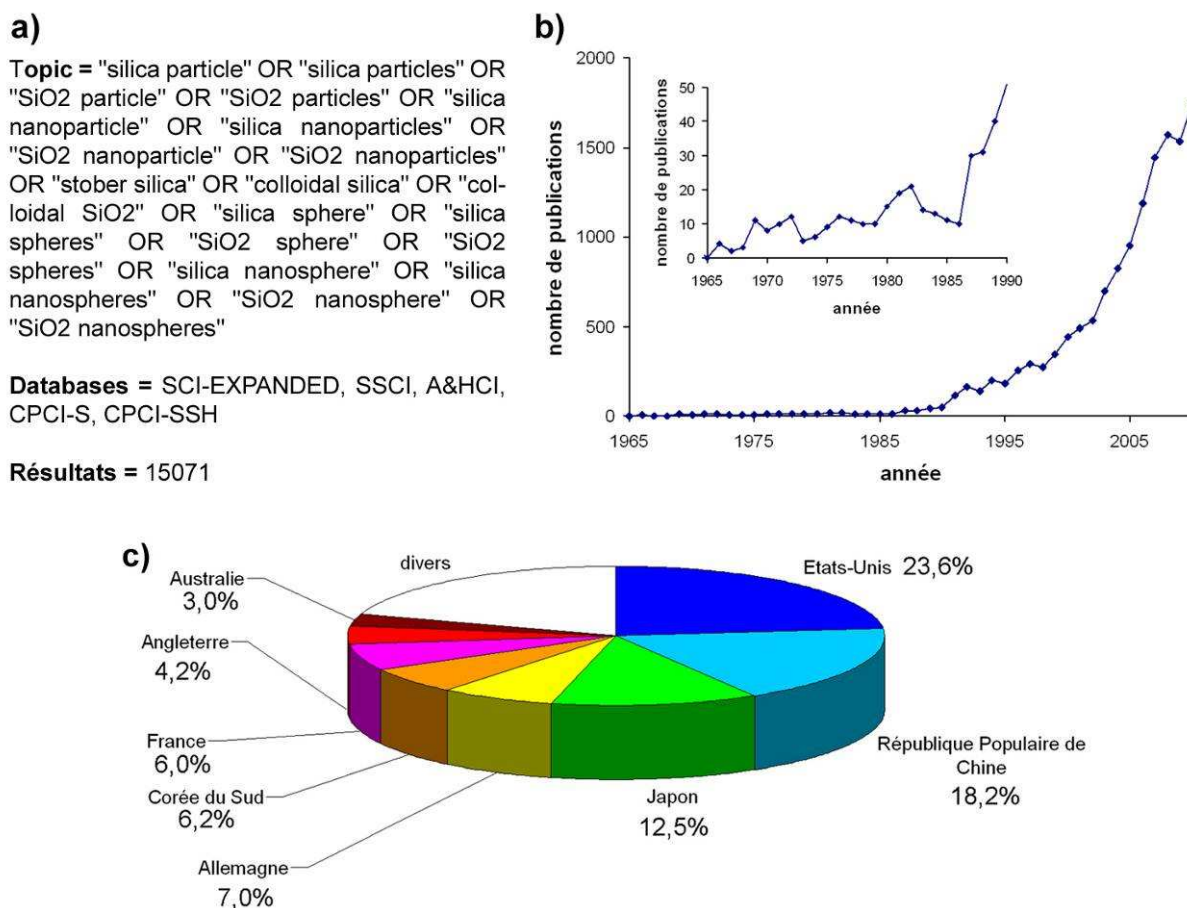 a)
Topic = "silica particle" OR "silica particles" OR
"SiO2 particle" OR "SiO2 particles" OR "silica
nanoparticle" OR "silica nanoparticles" OR
"SiO2 nanoparticle" OR "SiO2 nanoparticles"
OR "stober silica" OR "colloidal silica" OR "col-
loidal SiO2" OR "silica sphere" OR "silica
spheres" OR "SiO2 sphere" OR "SiO2
spheres" OR "silica nanosphere" OR "silica
nanospheres" OR "SiO2 nanosphere" OR
"SiO2 nanospheres"
Databases = SCI-EXPANDED, SSCI, A&HCI,
CPCI-S, CPCI-SSH
Résultats = 15071
b)
nombre de publications
2000
1500
1000
500
0
1965
1975
1985
1995
2005
année
nombre de publications
50
40
30
20
10
0
1965
1970
1975
1980
1985
1990
année
c)
divers
Etats-Unis 23,6%
République Populaire de
Chine
18,2%
Japon
12,5%
Allemagne
7,0%
Corée du Sud
6,2%
France
6,0%
Angleterre
4,2%
Australie
3,0%